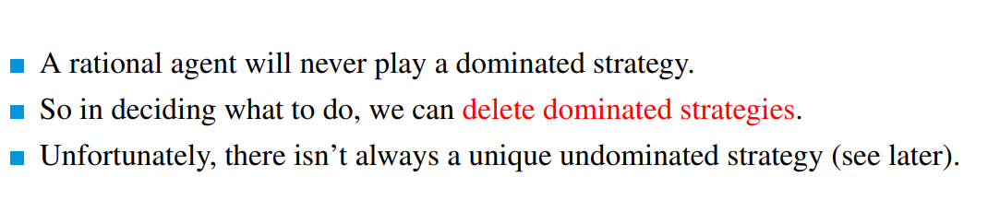 A rational agent will never play a dominated strategy.
So in deciding what to do, we can delete dominated strategies.
Unfortunately, there isn’t always a unique undominated strategy (see later).